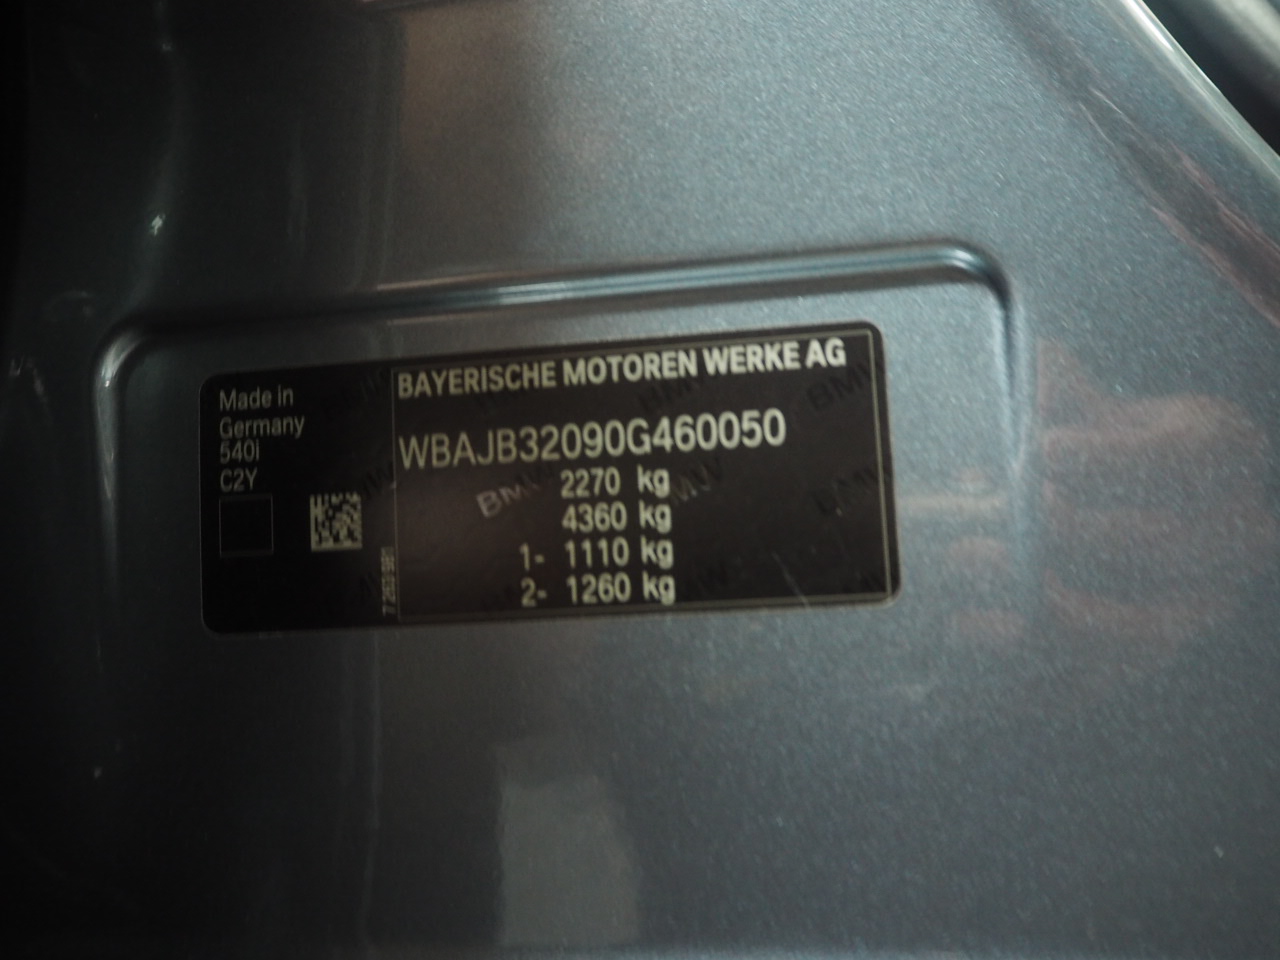 Made in
Germany
540i
C2Y
BAYERISCHE MOTOREN WERKE AG
WBAJB32090G460050
2270 kg
4360 kg
1- 1110 kg
2- 1260 kg
BMW